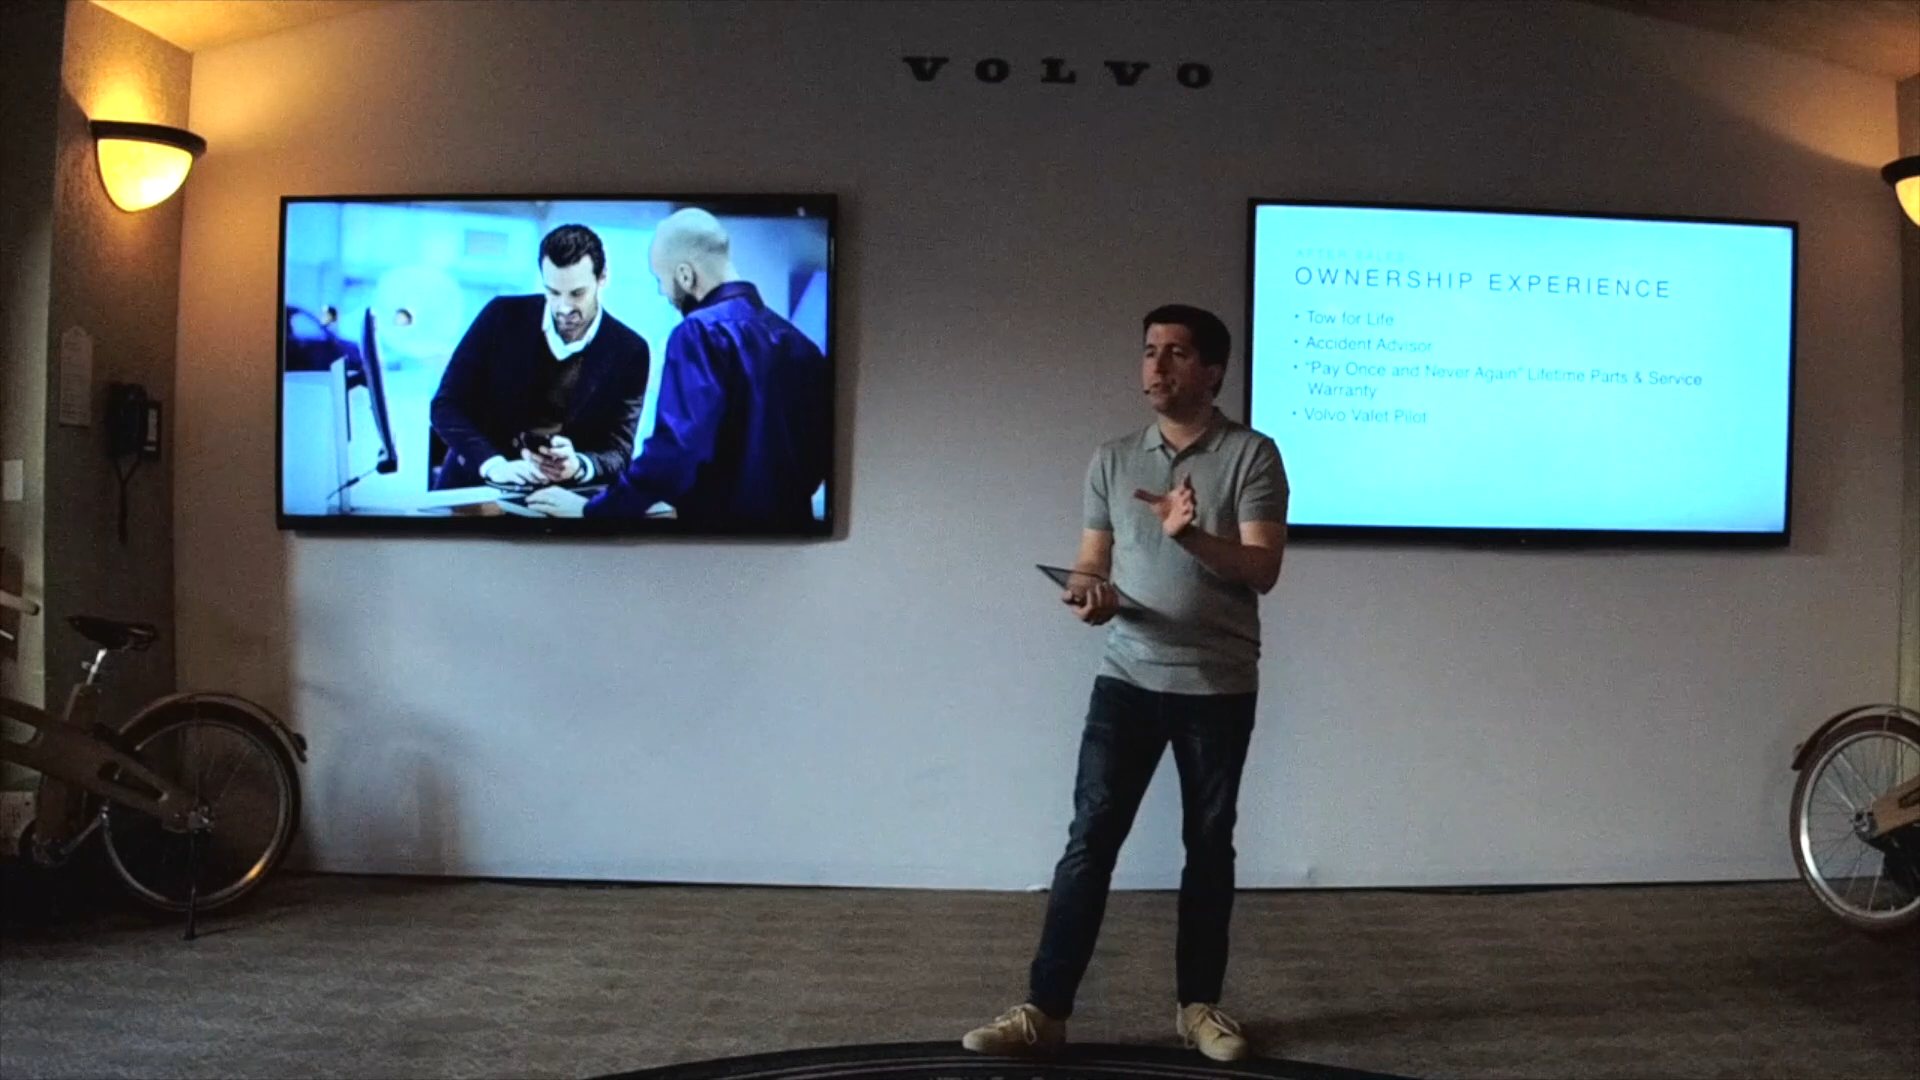 VOLVO
AFTER SALES
OWNERSHIP EXPERIENCE
• Tow for Life
• Accident Advisor
• "Pay Once and Never Again" Lifetime Parts & Service
Warranty
• Volvo Valet Pilot